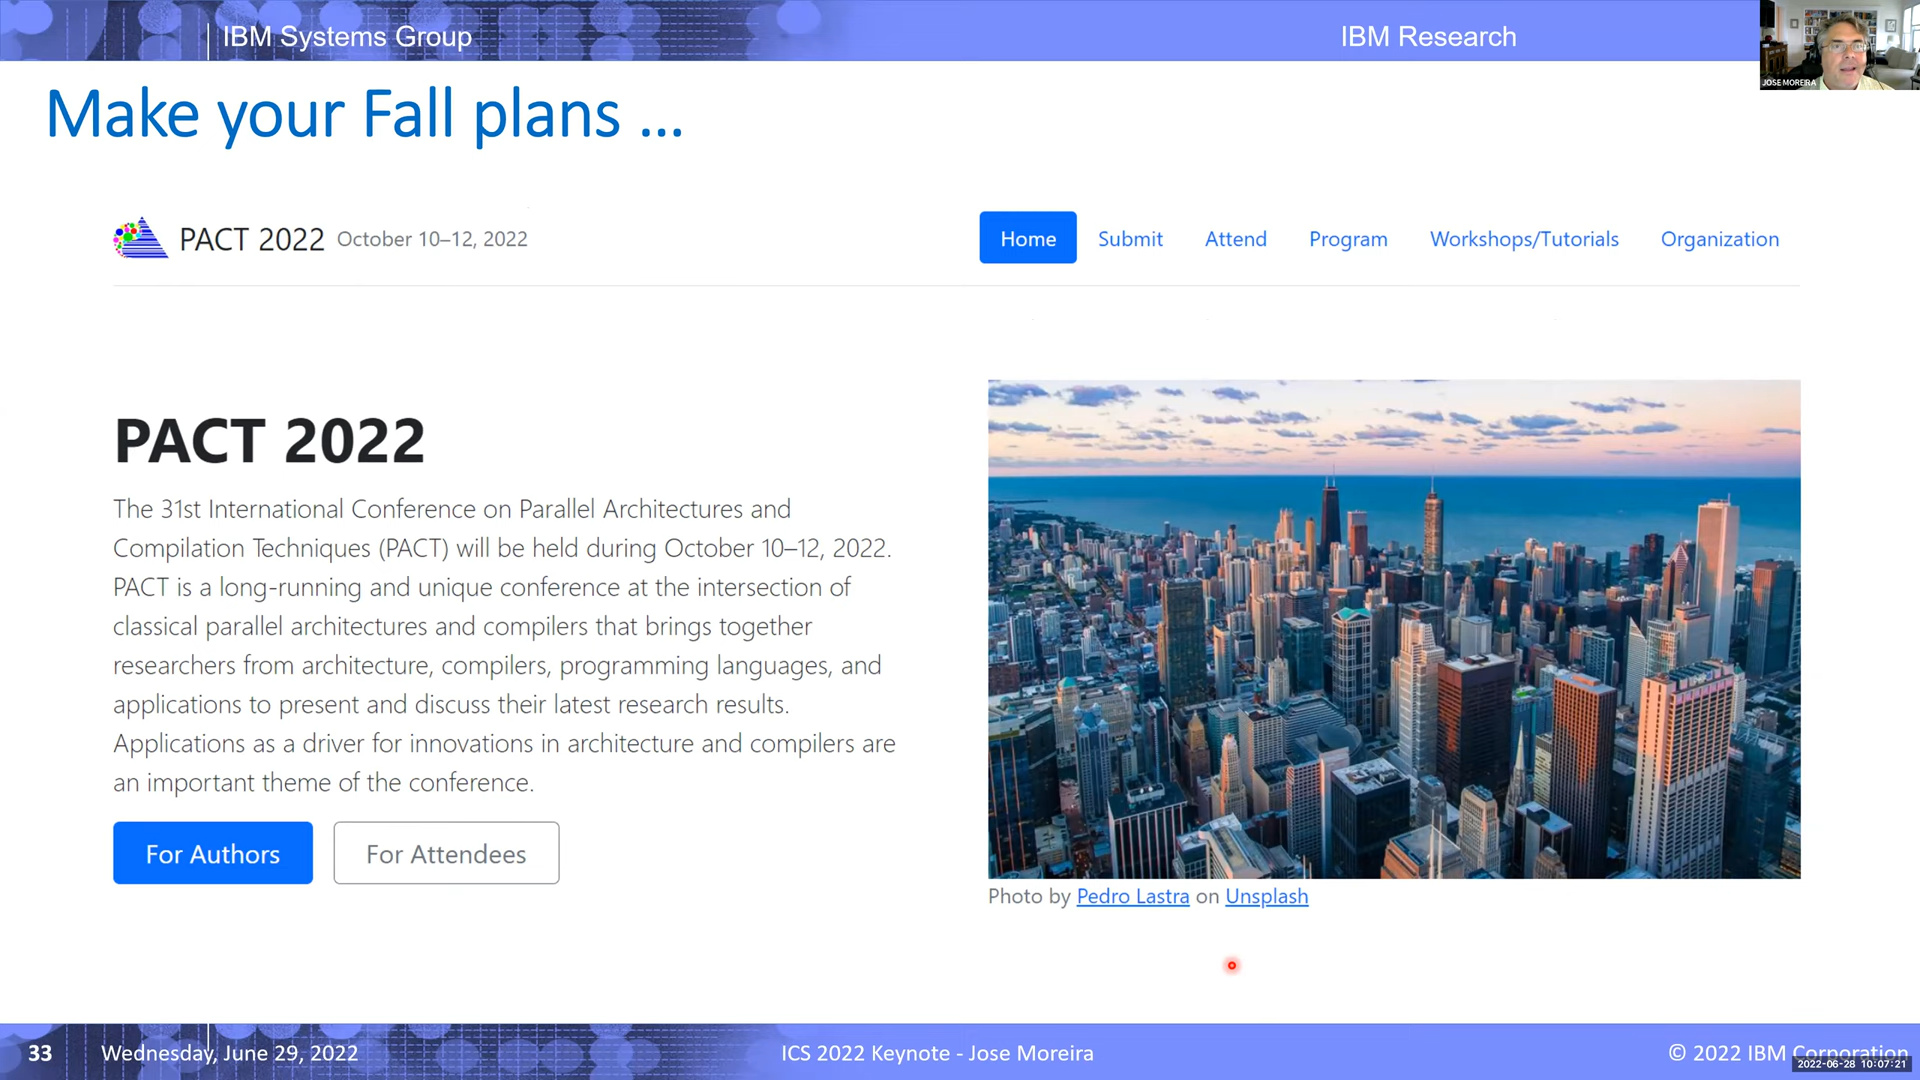 IBM Systems Group
IBM Research
JOSE MOREIRA
Make your Fall plans ...
PACT 2022 October 10–12, 2022
Home Submit Attend Program Workshops/Tutorials Organization
PACT 2022
The 31st International Conference on Parallel Architectures and
Compilation Techniques (PACT) will be held during October 10–12, 2022.
PACT is a long-running and unique conference at the intersection of
classical parallel architectures and compilers that brings together
researchers from architecture, compilers, programming languages, and
applications to present and discuss their latest research results.
Applications as a driver for innovations in architecture and compilers are
an important theme of the conference.
For Authors For Attendees
Photo by Pedro Lastra on Unsplash
33 Wednesday, June 29, 2022
ICS 2022 Keynote - Jose Moreira
© 2022 IBM Corporation
2022-06-28 10:07:21